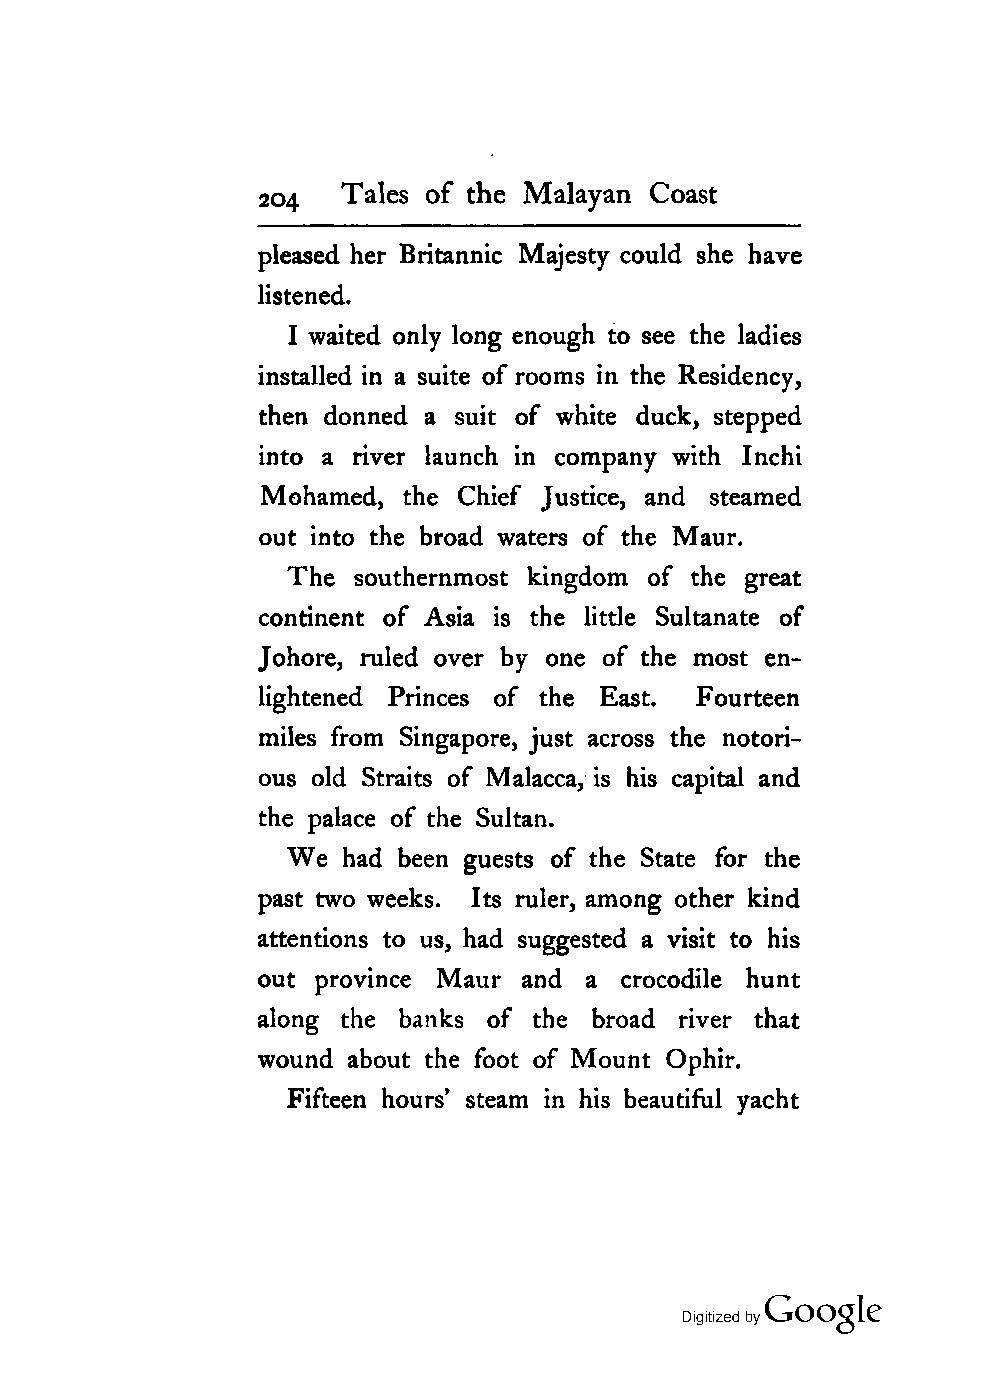 204 Tales of the Malayan Coast
pleased her Britannic Majesty could she have
listened.
I waited only long enough to see the ladies
installed in a suite of rooms in the Residency,
then donned a suit of white duck, stepped
into a river launch in company with Inchi
Mohamed, the Chief Justice, and steamed
out into the broad waters of the Maur.
The southernmost kingdom of the great
continent of Asia is the little Sultanate of
Johore, ruled over by one of the most en-
lightened Princes of the East. Fourteen
miles from Singapore, just across the notori-
ous old Straits of Malacca, is his capital and
the palace of the Sultan.
We had been guests of the State for the
past two weeks. Its ruler, among other kind
attentions to us, had suggested a visit to his
out province Maur and a crocodile hunt
along the banks of the broad river that
wound about the foot of Mount Ophir.
Fifteen hours' steam in his beautiful yacht
Digitized by Google